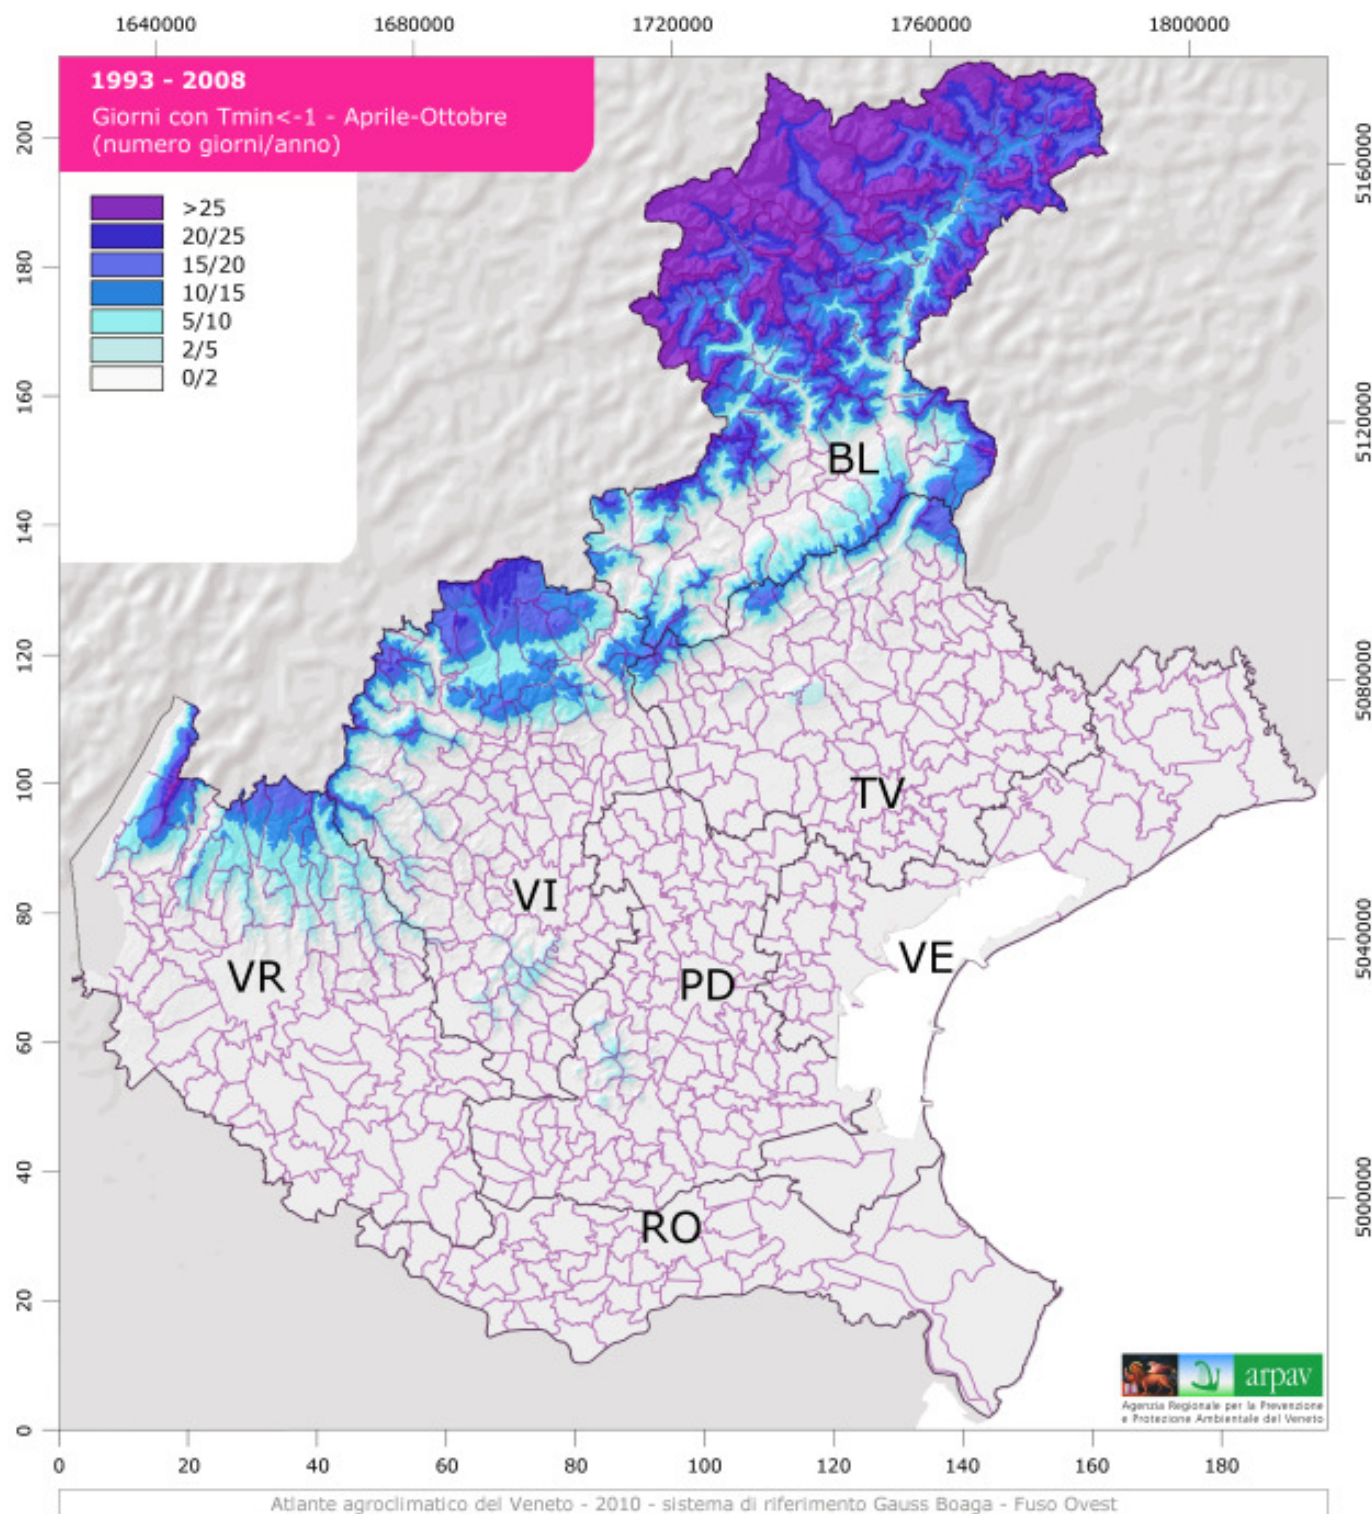 1640000 1680000 1720000 1760000 1800000
1993 - 2008
Giorni con Tmin<-1 - Aprile-Ottobre
(numero giorni/anno)
>25
20/25
15/20
10/15
5/10
2/5
0/2
200
180
160
140
120
100
80
60
40
20
0
5160000
5120000
5080000
5040000
5000000
BL
TV
VI
VE
VR
PD
RO
arpav
Agenzia Regionale per la Prevenzione
e Protezione Ambientale del Veneto
0 20 40 60 80 100 120 140 160 180
Atlante agroclimatico del Veneto - 2010 - sistema di riferimento Gauss Boaga - Fuso Ovest